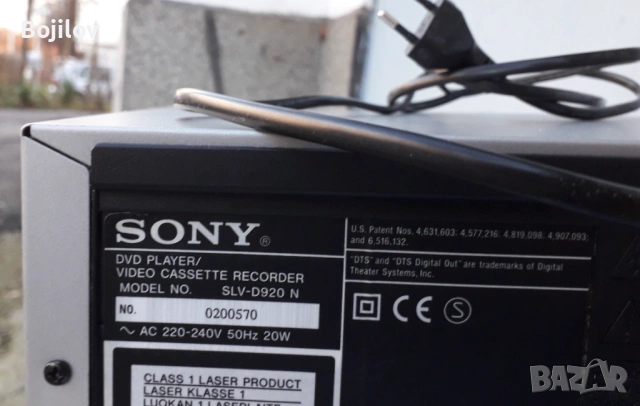 Bojilov
SONY®
DVD PLAYER/
VIDEO CASSETTE RECORDER
MODEL NO. SLV-D920 N
NO. 0200570
~ AC 220-240V 50Hz 20W
CLASS 1 LASER PRODUCT
LASER KLASSE 1
LUOKAN 1 LASERLAITE
U.S. Patent Nos. 4,631,603; 4,577,216; 4,819,098; 4,907,093;
and 6,516,132.
"DTS" and "DTS Digital Out" are trademarks of Digital
Theater Systems, Inc.
CE S
BAZAR